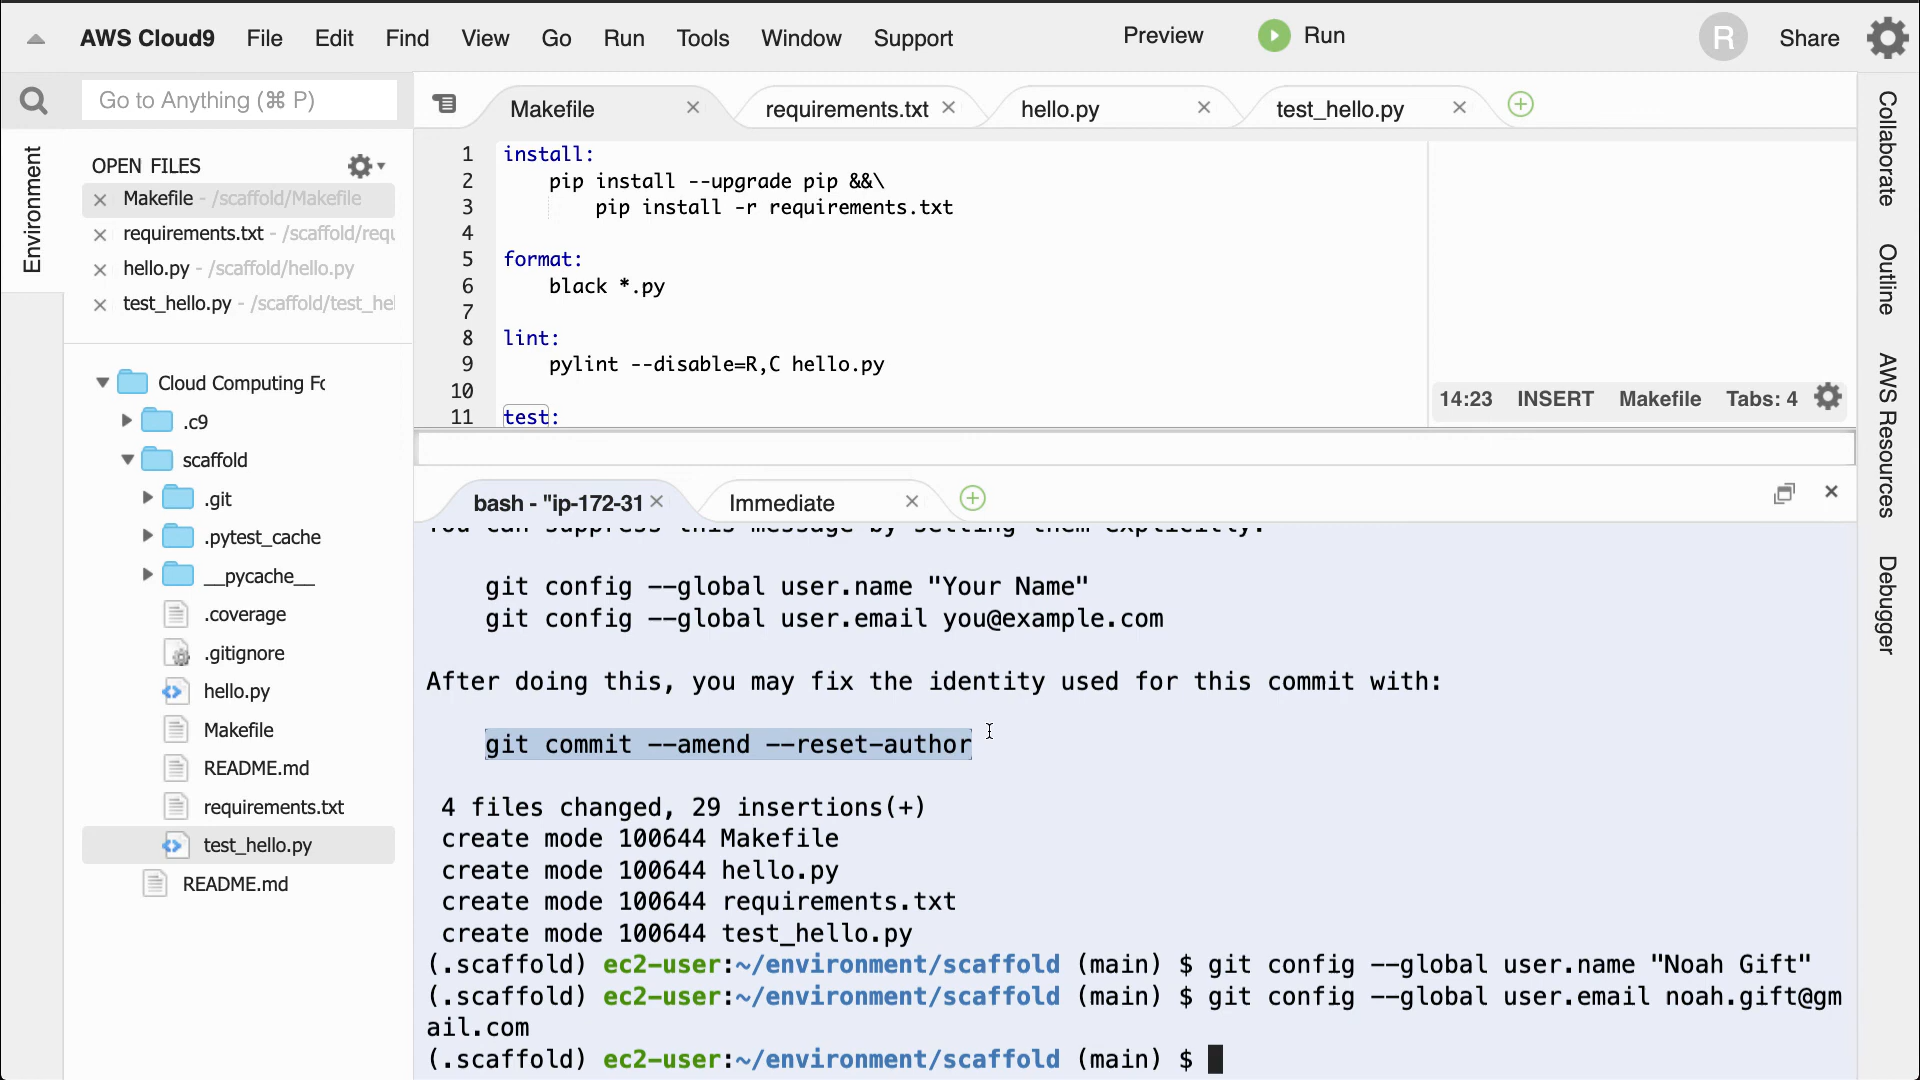 AWS Cloud9 File Edit Find View Go Run Tools Window Support Preview Run R Share
Go to Anything (⌘ P)
Makefile requirements.txt hello.py test_hello.py
Environment
OPEN FILES
Makefile - /scaffold/Makefile
requirements.txt - /scaffold/requ
hello.py - /scaffold/hello.py
test_hello.py - /scaffold/test_hel
Cloud Computing Fo
.c9
scaffold
.git
.pytest_cache
__pycache__
.coverage
.gitignore
hello.py
Makefile
README.md
requirements.txt
test_hello.py
README.md
1 install:
2 pip install --upgrade pip &&\
3 pip install -r requirements.txt
4
5 format:
6 black *.py
7
8 lint:
9 pylint --disable=R,C hello.py
10
11 test:
14:23 INSERT Makefile Tabs: 4
bash - "ip-172-31 Immediate
You can suppress this message by setting them explicitly:
git config --global user.name "Your Name"
git config --global user.email you@example.com
After doing this, you may fix the identity used for this commit with:
git commit --amend --reset-author
4 files changed, 29 insertions(+)
create mode 100644 Makefile
create mode 100644 hello.py
create mode 100644 requirements.txt
create mode 100644 test_hello.py
(.scaffold) ec2-user:~/environment/scaffold (main) $ git config --global user.name "Noah Gift"
(.scaffold) ec2-user:~/environment/scaffold (main) $ git config --global user.email noah.gift@gm
ail.com
(.scaffold) ec2-user:~/environment/scaffold (main) $
Collaborate
Outline
AWS Resources
Debugger